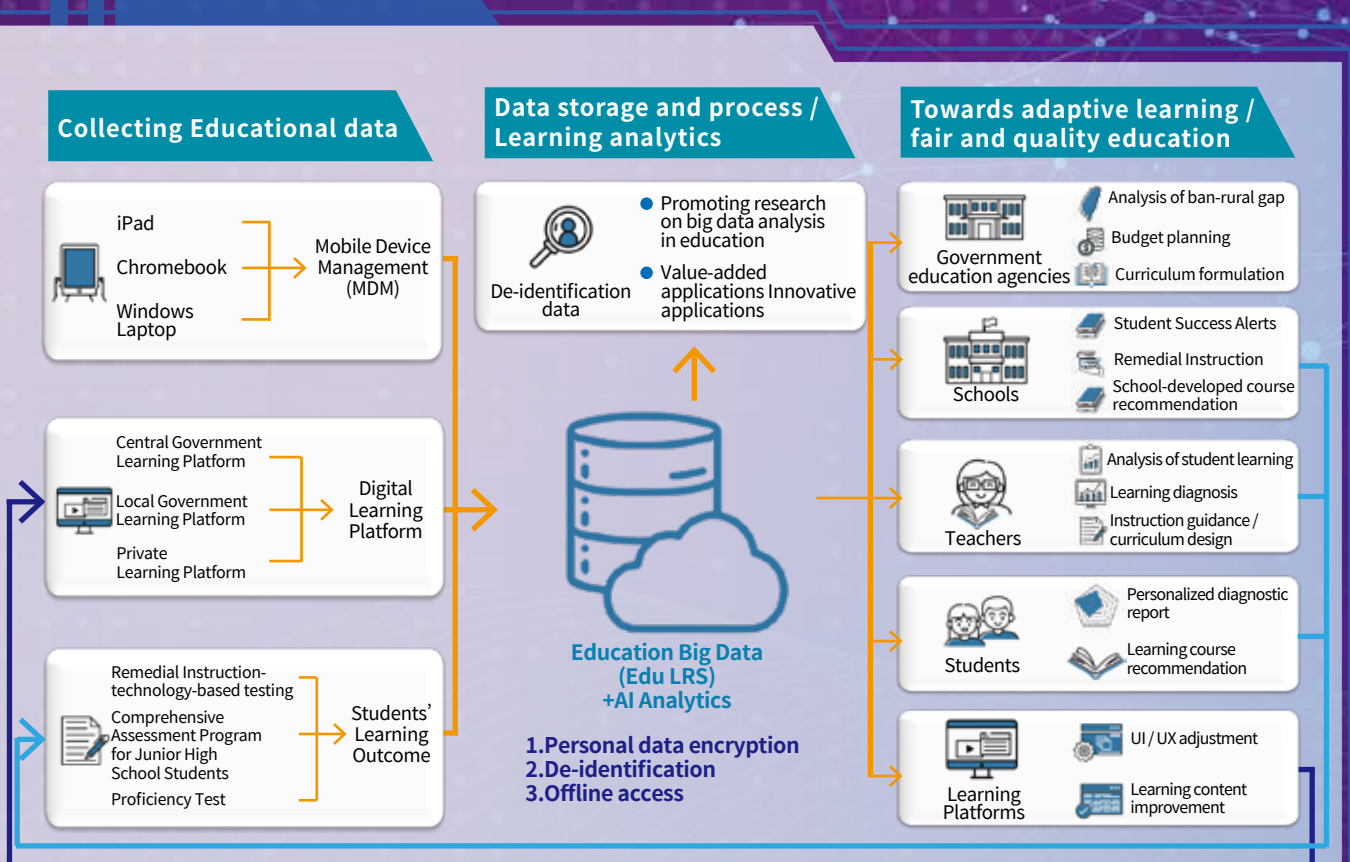 Collecting Educational data
iPad
Chromebook
Windows
Laptop
Mobile Device
Management
(MDM)
Central Government
Learning Platform
Local Government
Learning Platform
Private
Learning Platform
Digital
Learning
Platform
Remedial Instruction-
technology-based testing
Comprehensive
Assessment Program
for Junior High
School Students
Proficiency Test
Students’
Learning
Outcome
Data storage and process /
Learning analytics
De-identification
data
● Promoting research
on big data analysis
in education
● Value-added
applications Innovative
applications
Education Big Data
(Edu LRS)
+AI Analytics
1.Personal data encryption
2.De-identification
3.Offline access
Towards adaptive learning /
fair and quality education
Government
education agencies
Analysis of ban-rural gap
Budget planning
Curriculum formulation
Schools
Student Success Alerts
Remedial Instruction
School-developed course
recommendation
Teachers
Analysis of student learning
Learning diagnosis
Instruction guidance /
curriculum design
Students
Personalized diagnostic
report
Learning course
recommendation
Learning
Platforms
UI / UX adjustment
Learning content
improvement